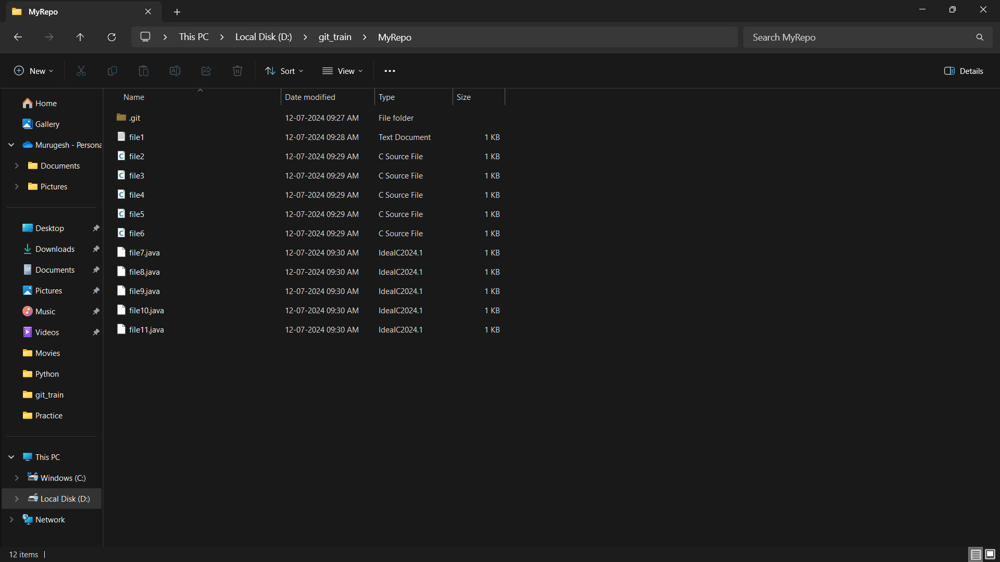 MyRepo
This PC > Local Disk (D:) > git_train > MyRepo
Search MyRepo
New
Sort
View
Details
Name Date modified Type Size
.git 12-07-2024 09:27 AM File folder
file1 12-07-2024 09:28 AM Text Document 1 KB
file2 12-07-2024 09:29 AM C Source File 1 KB
file3 12-07-2024 09:29 AM C Source File 1 KB
file4 12-07-2024 09:29 AM C Source File 1 KB
file5 12-07-2024 09:29 AM C Source File 1 KB
file6 12-07-2024 09:29 AM C Source File 1 KB
file7.java 12-07-2024 09:30 AM IdeaIC2024.1 1 KB
file8.java 12-07-2024 09:30 AM IdeaIC2024.1 1 KB
file9.java 12-07-2024 09:30 AM IdeaIC2024.1 1 KB
file10.java 12-07-2024 09:30 AM IdeaIC2024.1 1 KB
file11.java 12-07-2024 09:30 AM IdeaIC2024.1 1 KB
Home
Gallery
Murugesh - Persona
Documents
Pictures
Desktop
Downloads
Documents
Pictures
Music
Videos
Movies
Python
git_train
Practice
This PC
Windows (C:)
Local Disk (D:)
Network
12 items